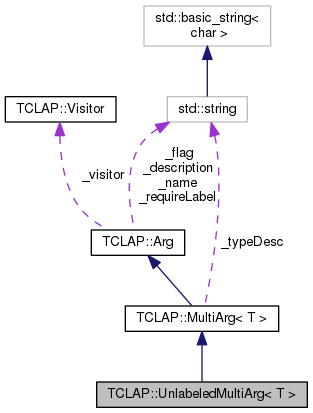 std::basic_string<
char >
TCLAP::Visitor
std::string
_visitor
_flag
_description
_name
_requireLabel
TCLAP::Arg
_typeDesc
TCLAP::MultiArg< T >
TCLAP::UnlabeledMultiArg< T >